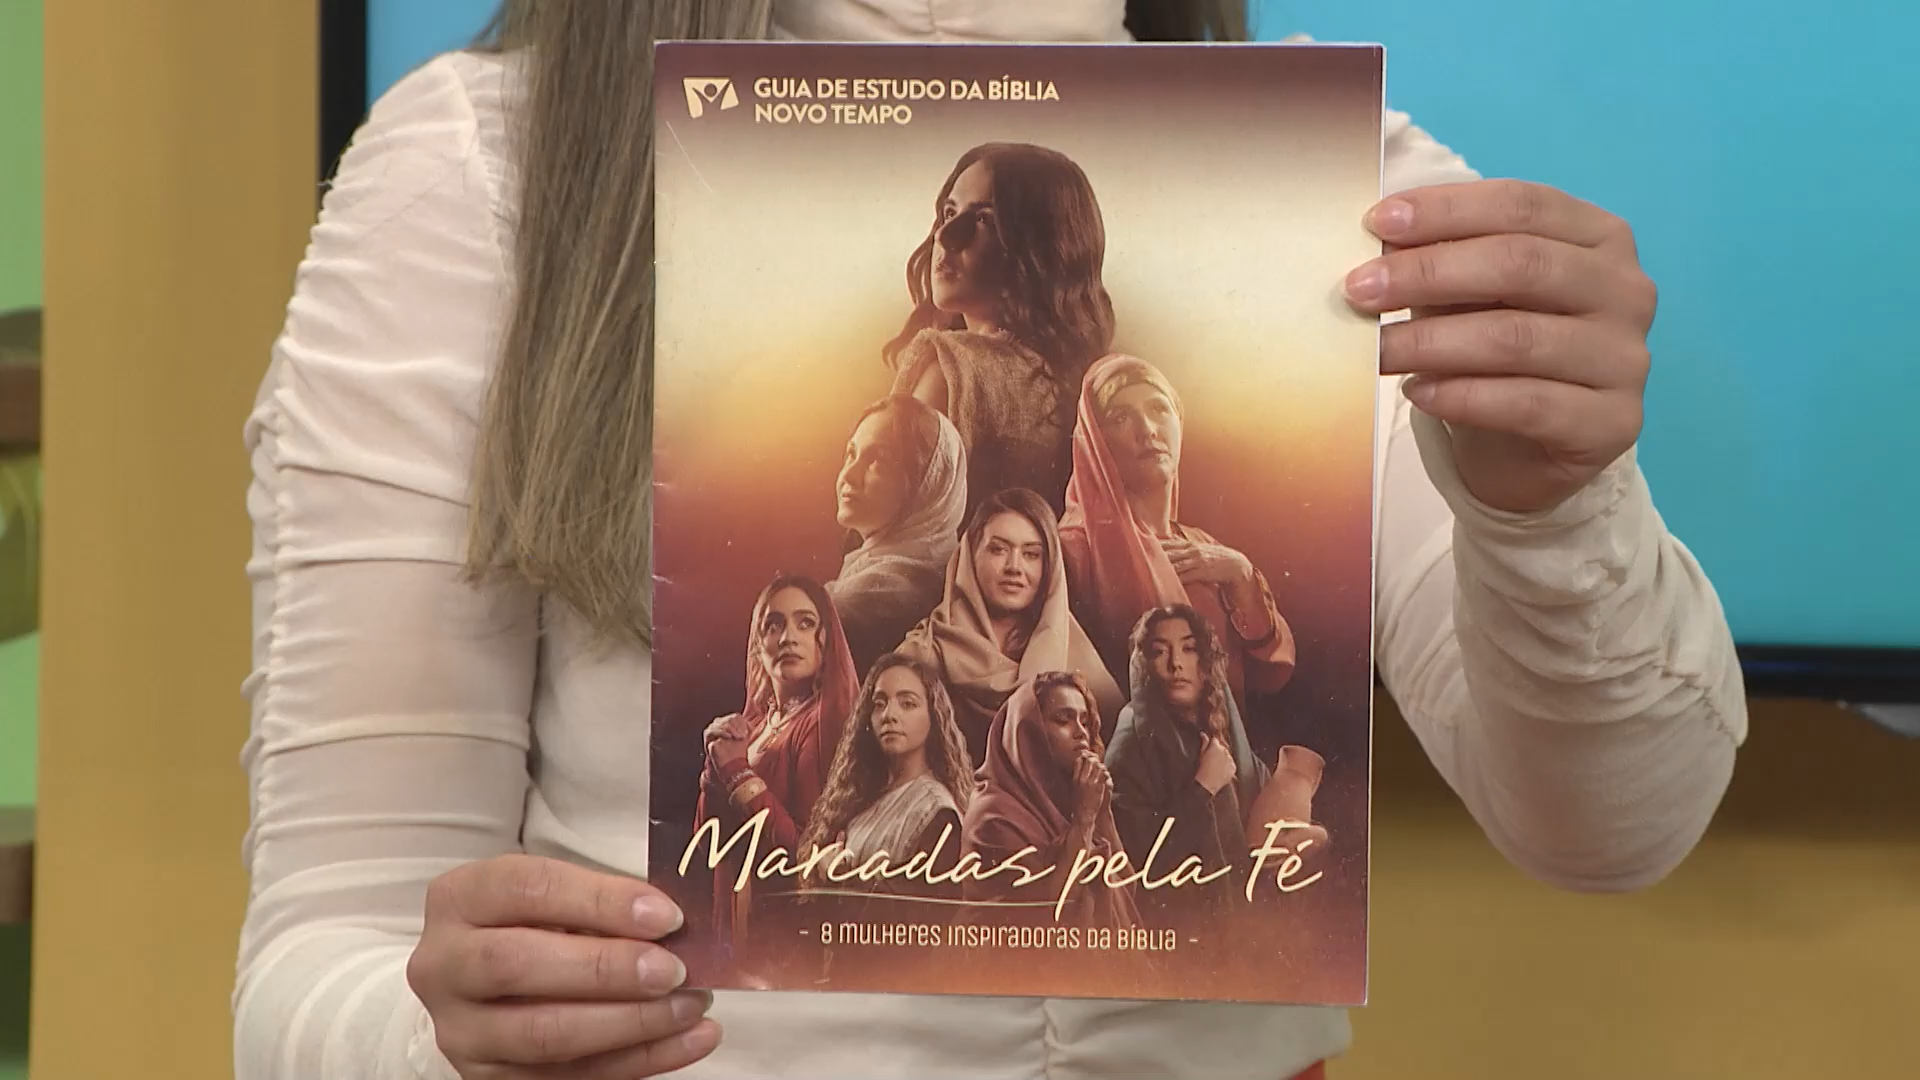 GUIA DE ESTUDO DA BÍBLIA
NOVO TEMPO
Marcadas pela Fé
- 8 MULHERES INSPIRADORAS DA BÍBLIA -